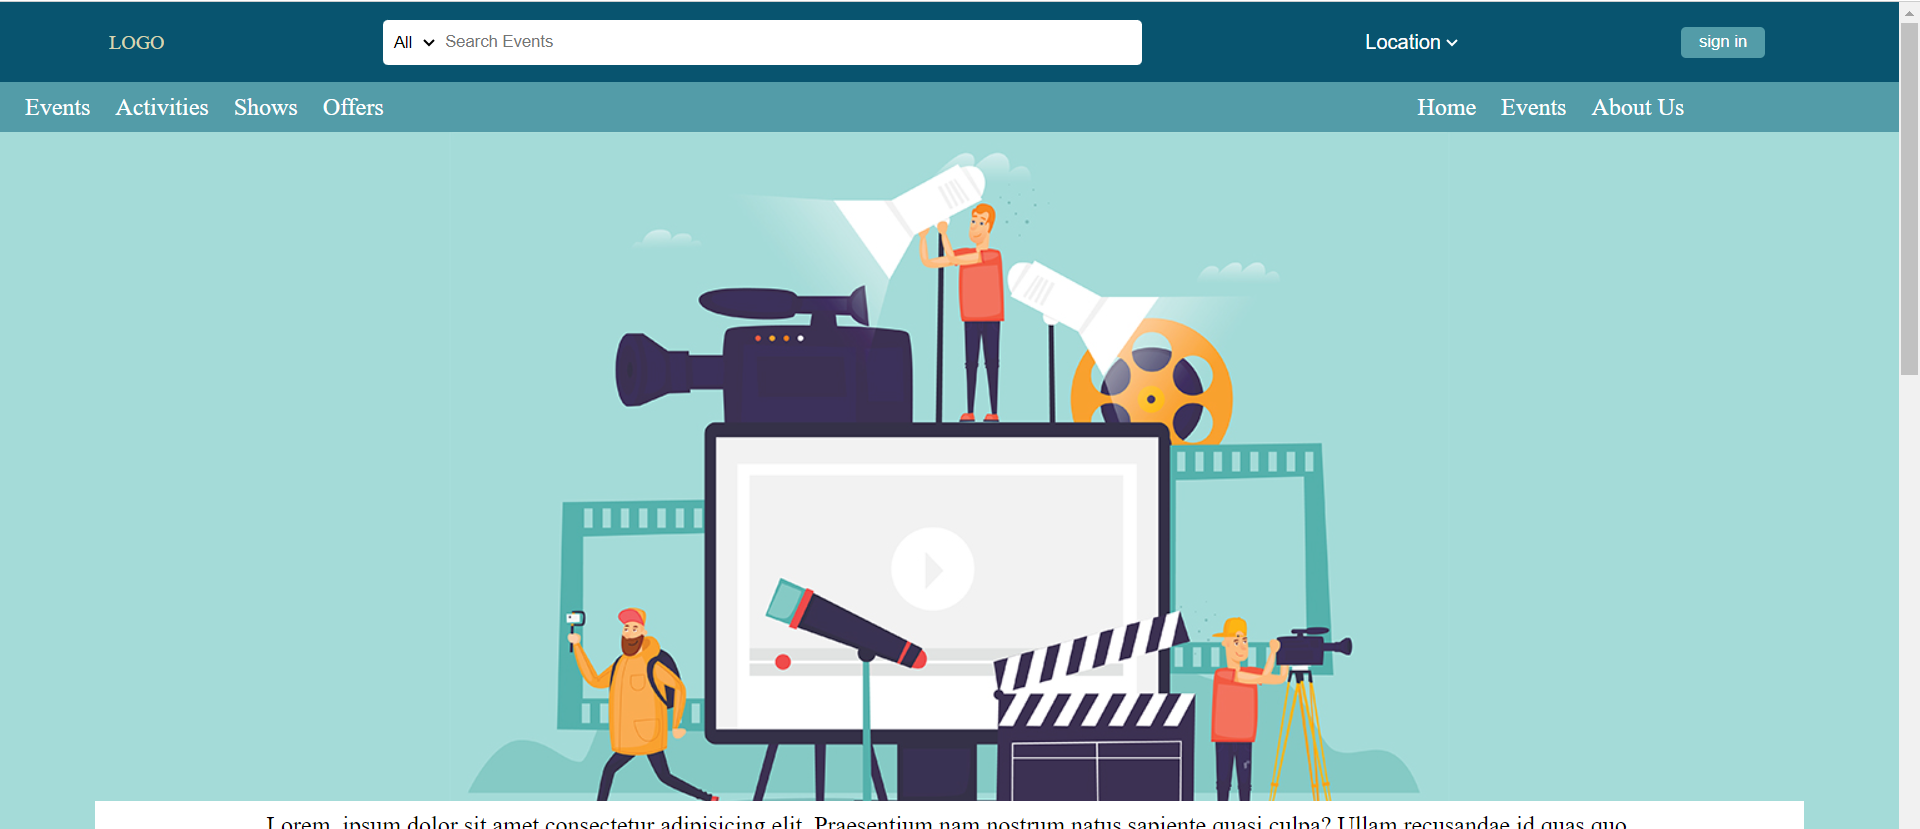 LOGO All Search Events Location sign in
Events Activities Shows Offers Home Events About Us
Lorem, ipsum dolor sit amet consectetur adipisicing elit. Praesentium nam nostrum natus sapiente quasi culpa? Ullam recusandae id quas quo